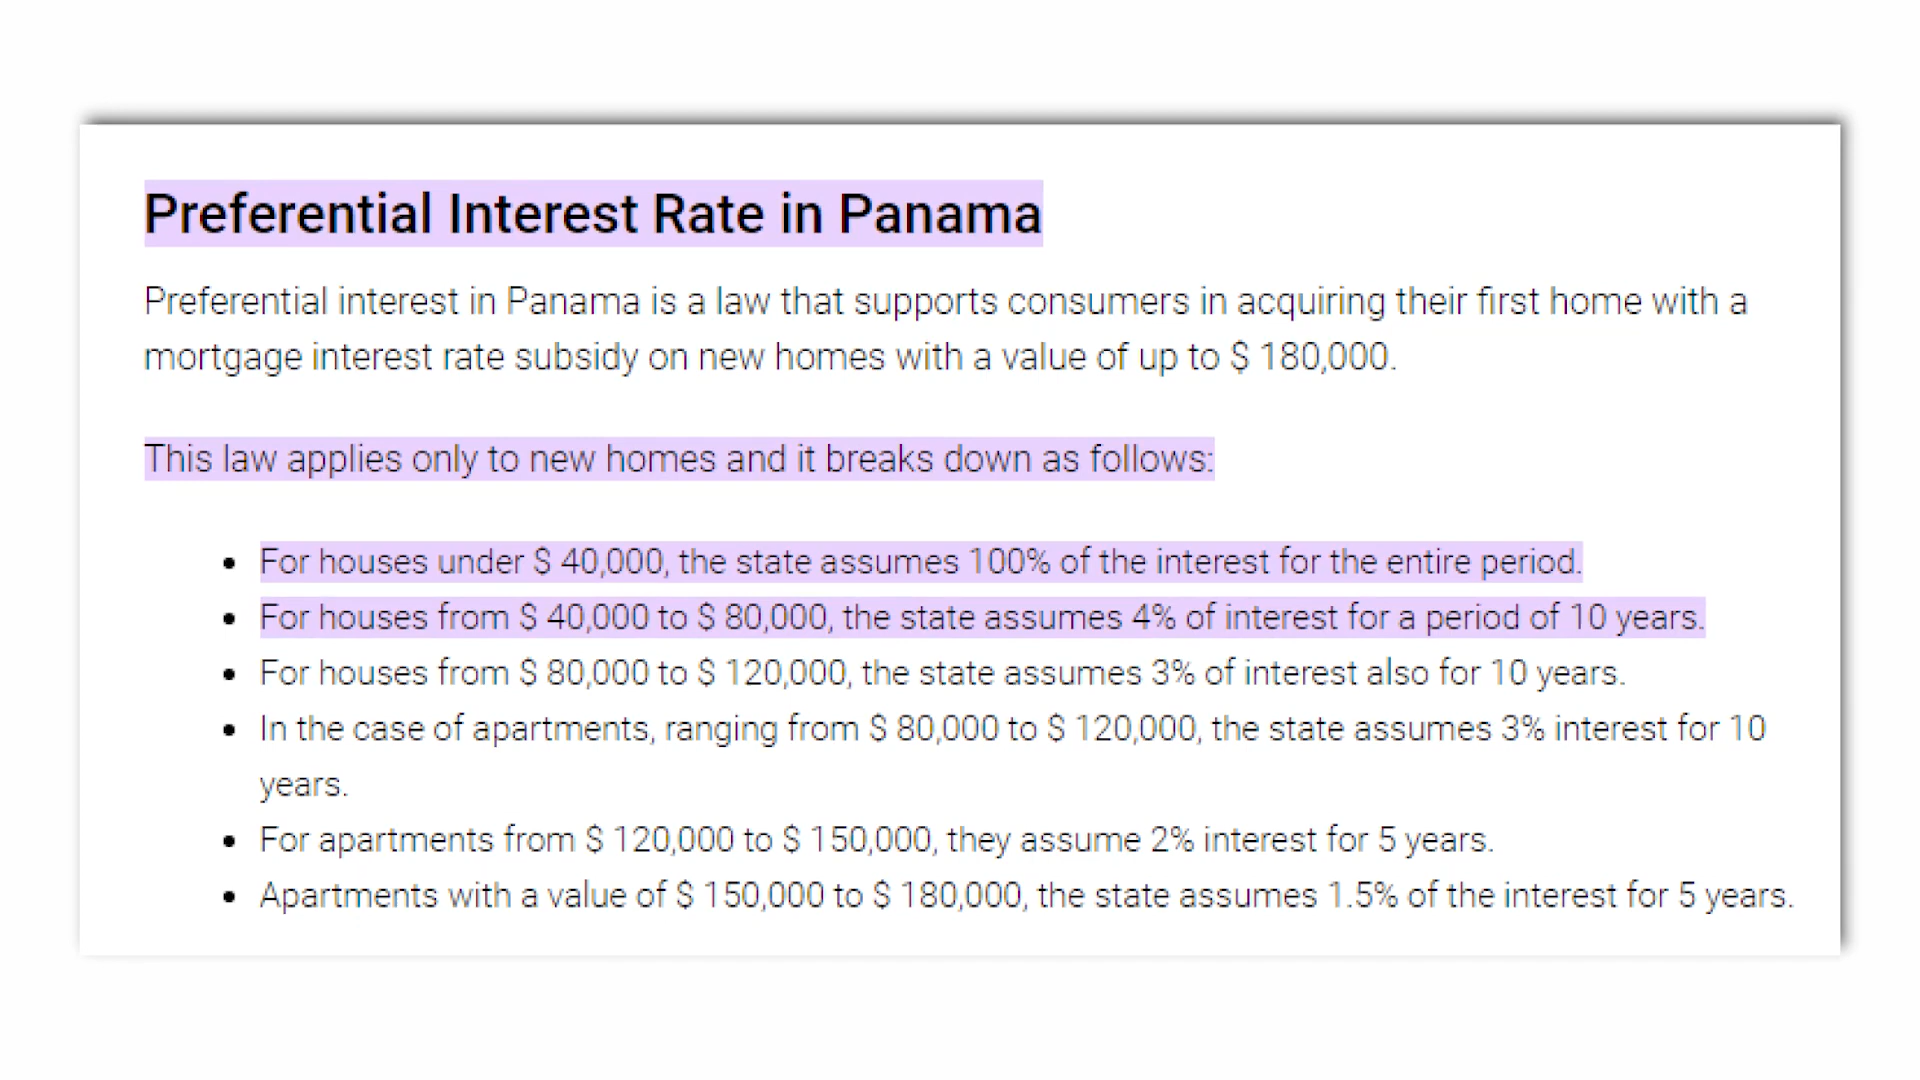 Preferential Interest Rate in Panama
Preferential interest in Panama is a law that supports consumers in acquiring their first home with a
mortgage interest rate subsidy on new homes with a value of up to $ 180,000.
This law applies only to new homes and it breaks down as follows:
• For houses under $ 40,000, the state assumes 100% of the interest for the entire period.
• For houses from $ 40,000 to $ 80,000, the state assumes 4% of interest for a period of 10 years.
• For houses from $ 80,000 to $ 120,000, the state assumes 3% of interest also for 10 years.
• In the case of apartments, ranging from $ 80,000 to $ 120,000, the state assumes 3% interest for 10
years.
• For apartments from $ 120,000 to $ 150,000, they assume 2% interest for 5 years.
• Apartments with a value of $ 150,000 to $ 180,000, the state assumes 1.5% of the interest for 5 years.